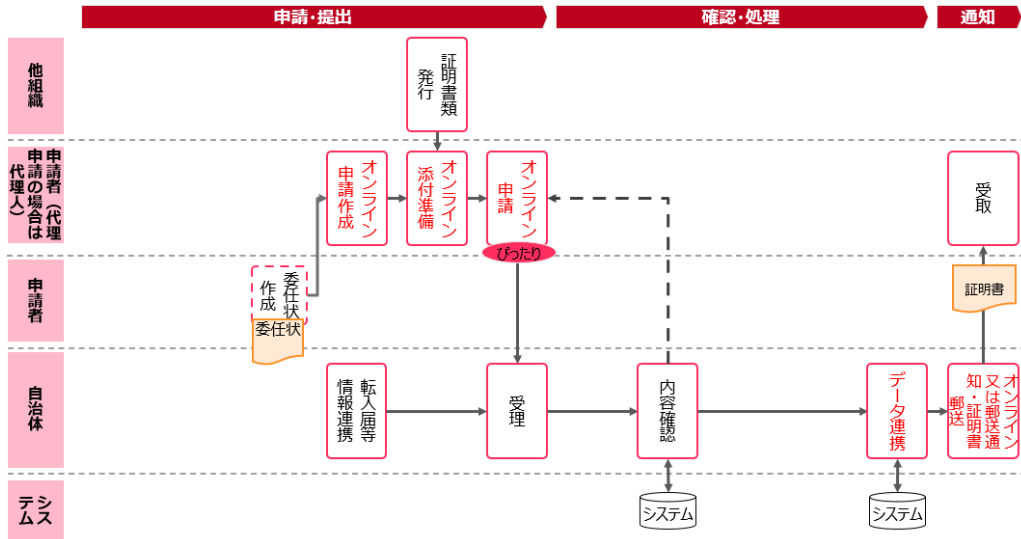 申請・提出
確認・処理
通知
他組織
証明書類
発行
申請者（代理
申請の場合は
代理人）
オンライン
申請作成
オンライン
添付準備
オンライン
申請
ぴったり
受取
申請者
委任状
作成
委任状
証明書
自治体
転入届等
情報連携
受理
内容確認
データ連携
オンライン
又は郵送通
知・証明書
郵送
シス
テム
システム
システム